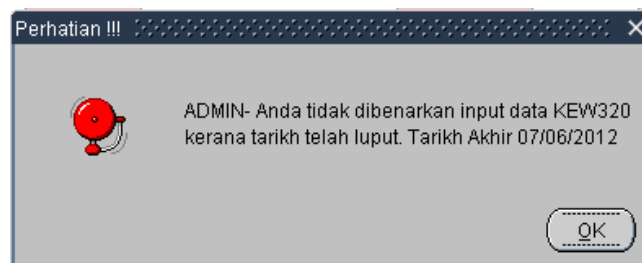 Perhatian !!!
ADMIN- Anda tidak dibenarkan input data KEW320
kerana tarikh telah luput. Tarikh Akhir 07/06/2012
OK